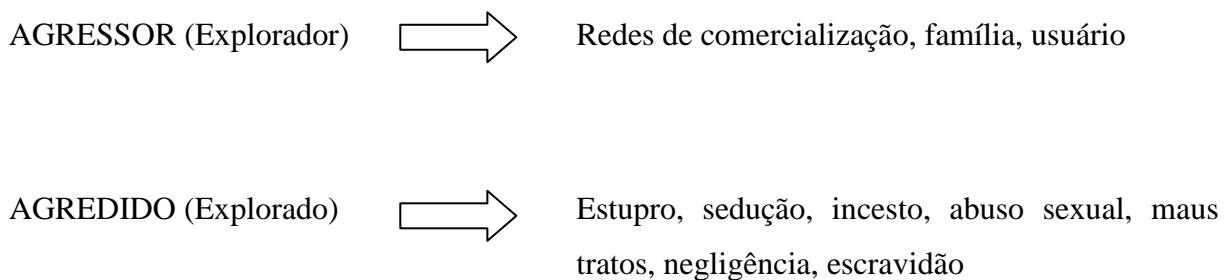 AGRESSOR (Explorador) Redes de comercialização, família, usuário
AGREDIDO (Explorado) Estupro, sedução, incesto, abuso sexual, maus
tratos, negligência, escravidão